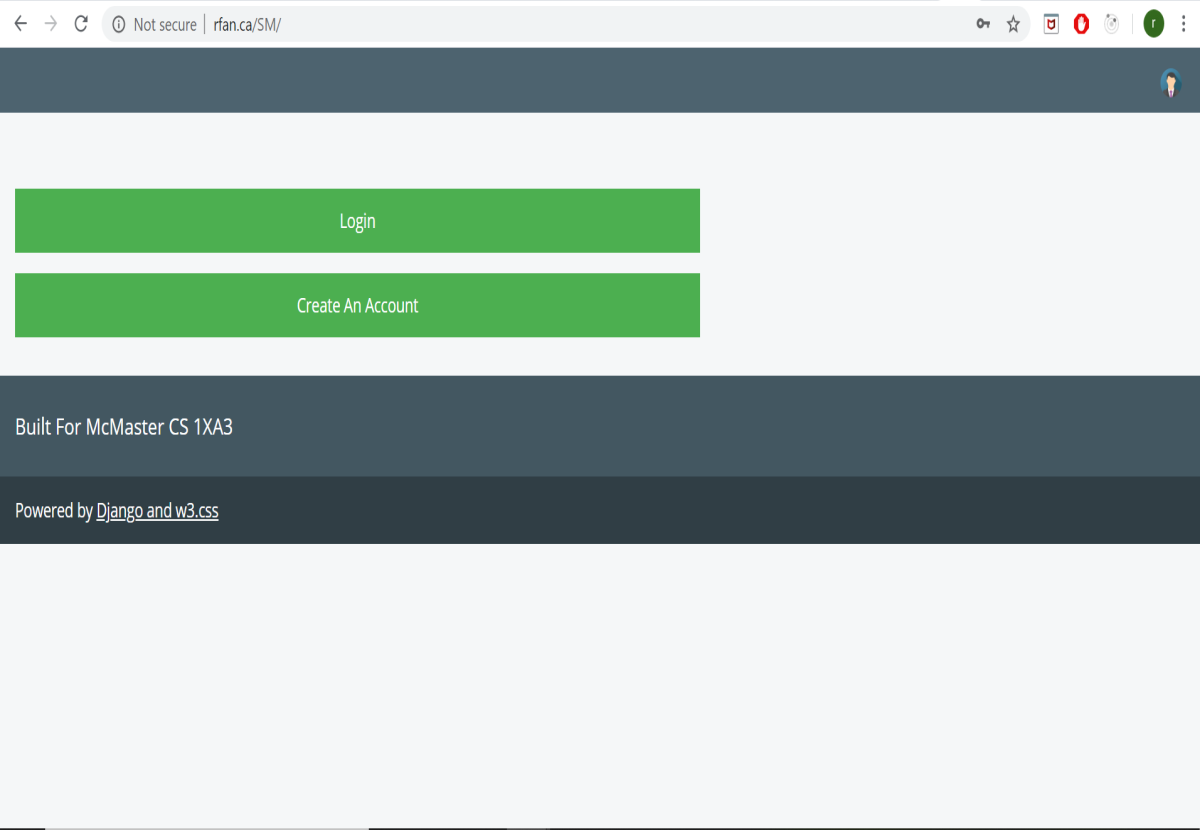 Not secure | rfan.ca/SM/
r
Login
Create An Account
Built For McMaster CS 1XA3
Powered by Django and w3.css